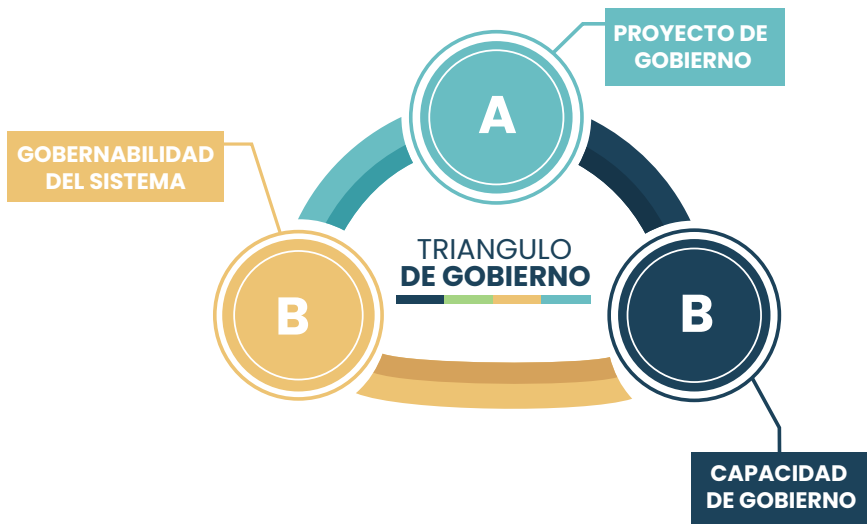 PROYECTO DE
GOBIERNO
A
GOBERNABILIDAD
DEL SISTEMA
TRIANGULO
DE GOBIERNO
B
B
CAPACIDAD
DE GOBIERNO